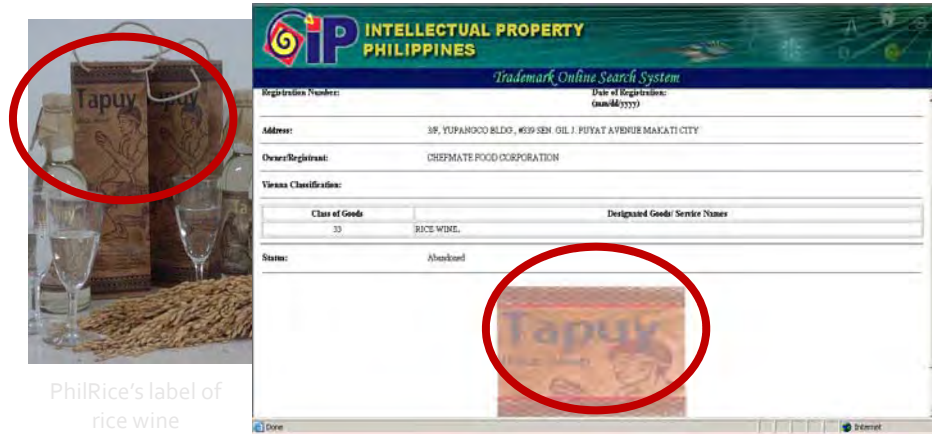 Tapuy
PhilRice's label of
rice wine
iP INTELLECTUAL PROPERTY
PHILIPPINES
Trademark Online Search System
Registration Number: Date of Registration:
(mm/dd/yyyy)
Address: 3/F, YUPANGCO BLDG., #339 SEN. GIL J. PUYAT AVENUE MAKATI CITY
Owner/Registrant: CHEFMATE FOOD CORPORATION
Vienna Classification:
Class of Goods Designated Goods/ Service Names
33 RICE WINE,
Status: Abandoned
Tapuy
Done Internet